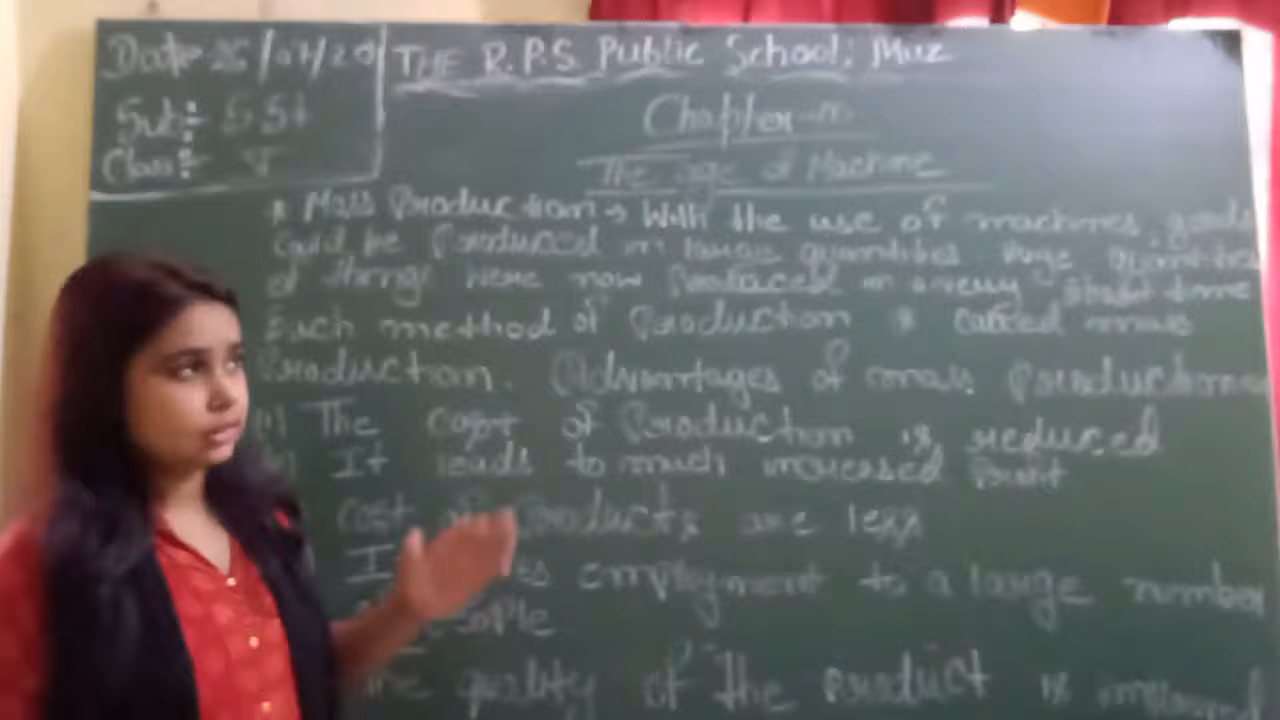 Date 25/07/20
THE R.P.S Public School: Muz
Sub:- S St
Class:- V
Chapter-
The age of Machine
* Mass Production → With the use of machines goods
could be Produced in large quantities huge quantities
of things were now Produced in a very short time
Such method of Production is called mass
Production. Advantages of mass Production
(i) The cost of Production is reduced
It leads to much increased Profit
cost of Products are less
employment to a large number
People
quality of the product is improved